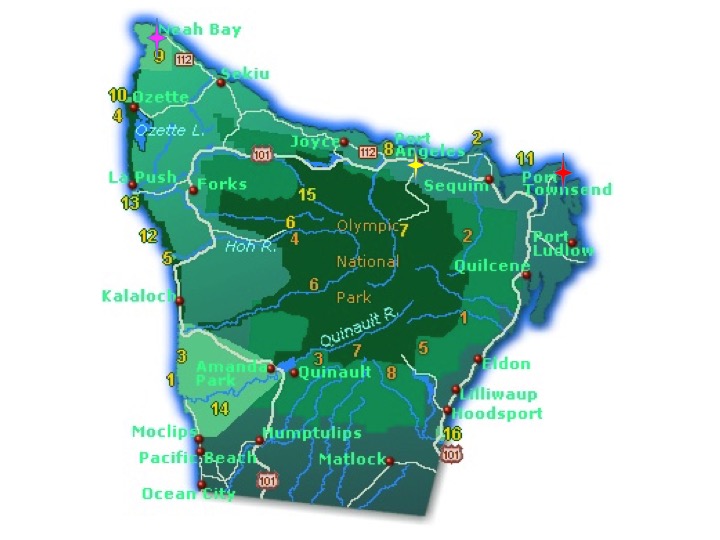 Neah Bay
9
112
Sekiu
10
Ozette
4
Ozette L.
Joyce
112
8
Port
Angeles
2
101
11
La Push
Forks
Sequim
Port
Townsend
13
15
12
6
4
Olympic
7
2
Hoh R.
Port
Ludlow
5
National
Quilcene
6
Kalaloch
Park
Quinault R.
1
3
3
7
5
Amanda
Park
Quinault
8
Eldon
1
Lilliwaup
14
Hoodsport
Moclips
Humptulips
16
Pacific Beach
Matlock
101
101
Ocean City